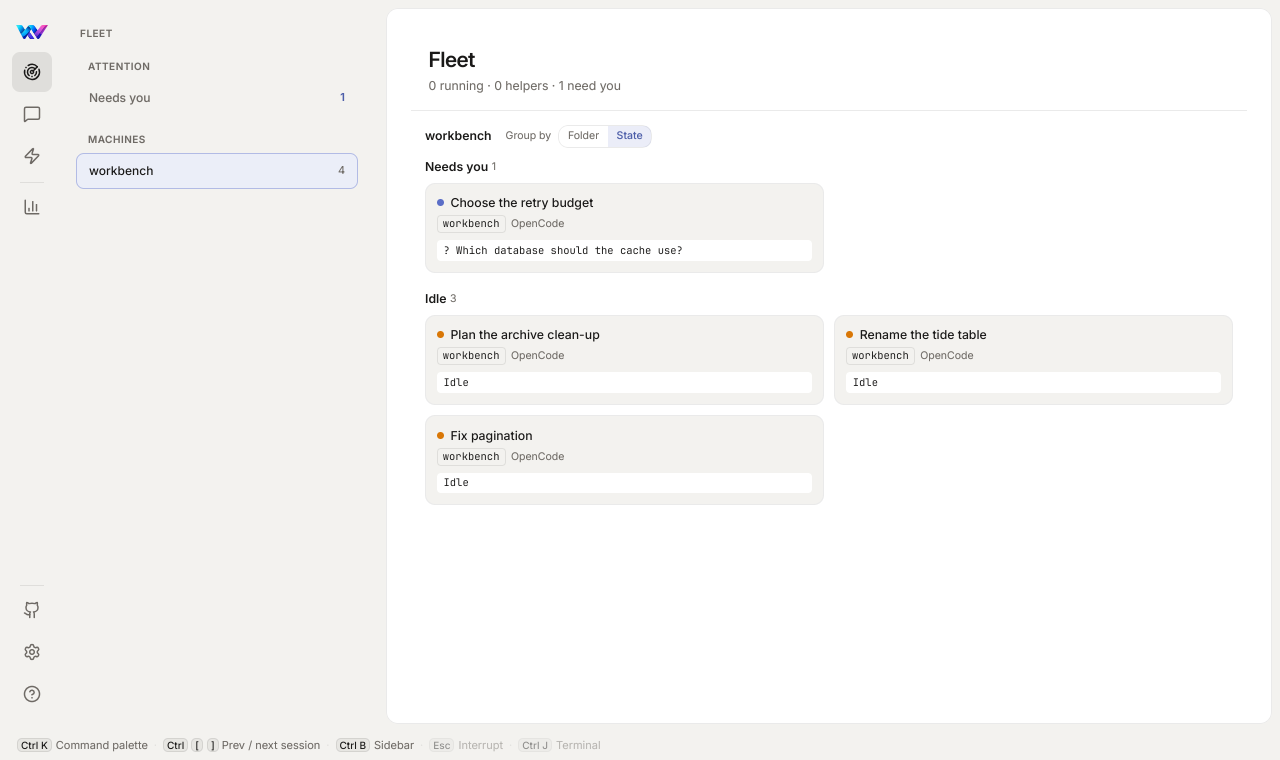 FLEET
ATTENTION
Needs you 1
MACHINES
workbench 4
Fleet
0 running · 0 helpers · 1 need you
workbench Group by Folder State
Needs you 1
Choose the retry budget
workbench OpenCode
? Which database should the cache use?
Idle 3
Plan the archive clean-up
workbench OpenCode
Idle
Rename the tide table
workbench OpenCode
Idle
Fix pagination
workbench OpenCode
Idle
Ctrl K Command palette · Ctrl [ ] Prev / next session · Ctrl B Sidebar · Esc Interrupt · Ctrl J Terminal